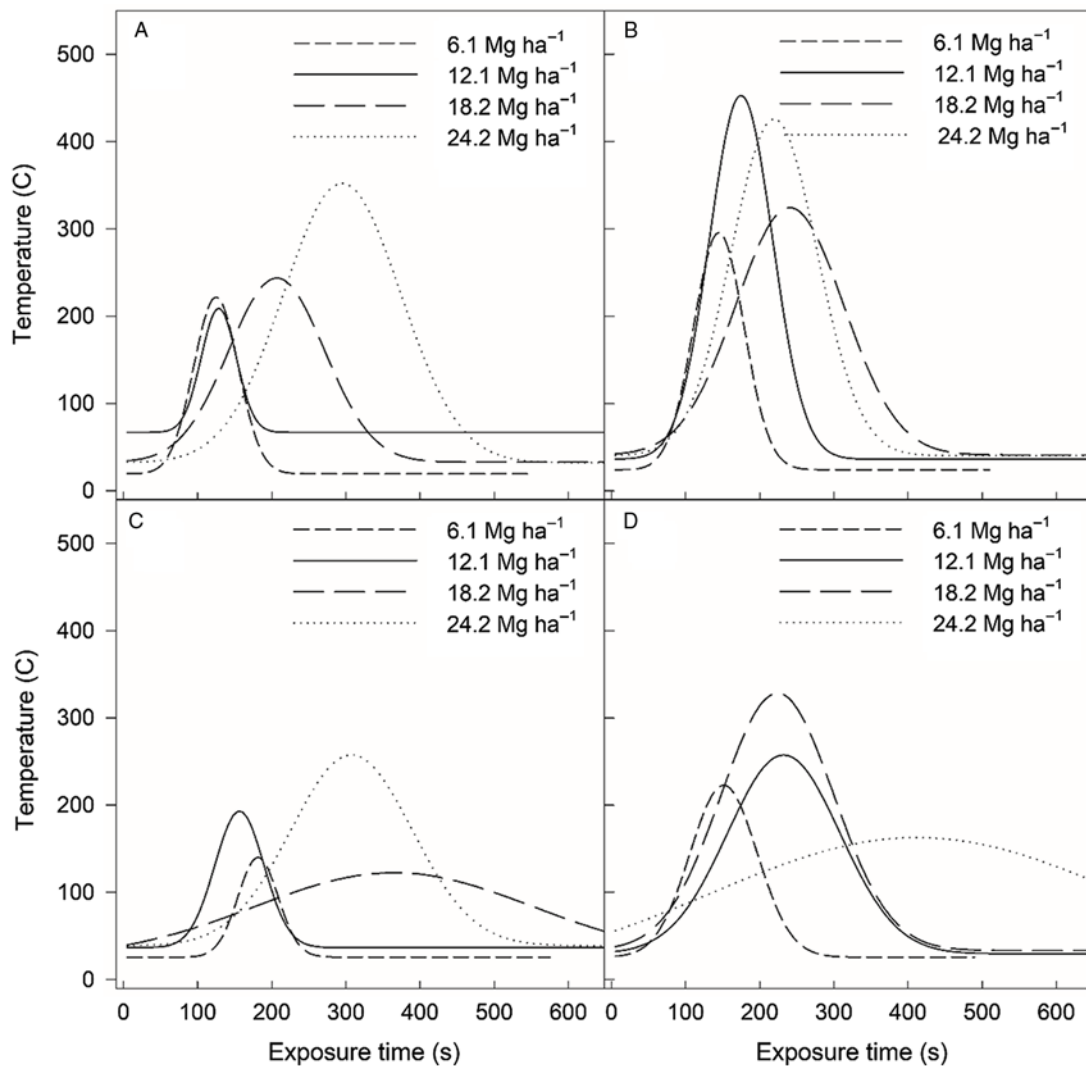 A
6.1 Mg ha⁻¹
12.1 Mg ha⁻¹
18.2 Mg ha⁻¹
24.2 Mg ha⁻¹
B
6.1 Mg ha⁻¹
12.1 Mg ha⁻¹
18.2 Mg ha⁻¹
24.2 Mg ha⁻¹
Temperature (C)
500
400
300
200
100
0
C
6.1 Mg ha⁻¹
12.1 Mg ha⁻¹
18.2 Mg ha⁻¹
24.2 Mg ha⁻¹
D
6.1 Mg ha⁻¹
12.1 Mg ha⁻¹
18.2 Mg ha⁻¹
24.2 Mg ha⁻¹
Temperature (C)
500
400
300
200
100
0
0 100 200 300 400 500 600
0 100 200 300 400 500 600
Exposure time (s)
Exposure time (s)